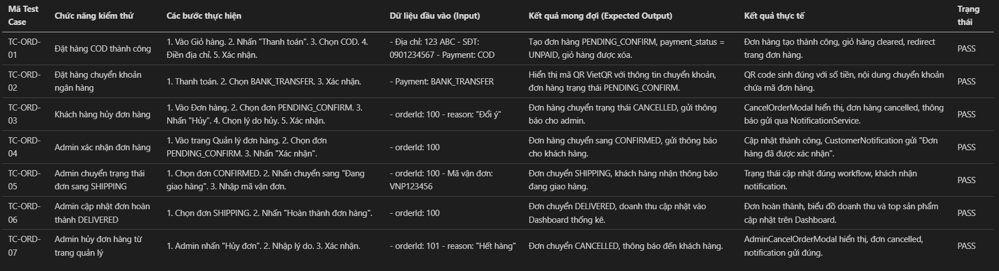 Mã Test Case | Chức năng kiểm thử | Các bước thực hiện | Dữ liệu đầu vào (Input) | Kết quả mong đợi (Expected Output) | Kết quả thực tế | Trạng thái
TC-ORD-01 | Đặt hàng COD thành công | 1. Vào Giỏ hàng. 2. Nhấn "Thanh toán". 3. Chọn COD. 4. Điền địa chỉ. 5. Xác nhận. | - Địa chỉ: 123 ABC - SĐT: 0901234567 - Payment: COD | Tạo đơn hàng PENDING_CONFIRM, payment_status = UNPAID, giỏ hàng được xóa. | Đơn hàng tạo thành công, giỏ hàng cleared, redirect trang đơn hàng. | PASS
TC-ORD-02 | Đặt hàng chuyển khoản ngân hàng | 1. Thanh toán. 2. Chọn BANK_TRANSFER. 3. Xác nhận. | - Payment: BANK_TRANSFER | Hiển thị mã QR VietQR với thông tin chuyển khoản, đơn hàng trạng thái PENDING_CONFIRM. | QR code sinh đúng với số tiền, nội dung chuyển khoản chứa mã đơn hàng. | PASS
TC-ORD-03 | Khách hàng hủy đơn hàng | 1. Vào Đơn hàng. 2. Chọn đơn PENDING_CONFIRM. 3. Nhấn "Hủy". 4. Chọn lý do hủy. 5. Xác nhận. | - orderId: 100 - reason: "Đổi ý" | Đơn hàng chuyển trạng thái CANCELLED, gửi thông báo cho admin. | CancelOrderModal hiển thị, đơn hàng cancelled, thông báo gửi qua NotificationService. | PASS
TC-ORD-04 | Admin xác nhận đơn hàng | 1. Vào trang Quản lý đơn hàng. 2. Chọn đơn PENDING_CONFIRM. 3. Nhấn "Xác nhận". | - orderId: 100 | Đơn hàng chuyển sang CONFIRMED, gửi thông báo cho khách hàng. | Cập nhật thành công, CustomerNotification gửi "Đơn hàng đã được xác nhận". | PASS
TC-ORD-05 | Admin chuyển trạng thái đơn sang SHIPPING | 1. Chọn đơn CONFIRMED. 2. Nhấn chuyển sang "Đang giao hàng". 3. Nhập mã vận đơn. | - orderId: 100 - Mã vận đơn: VNP123456 | Đơn chuyển SHIPPING, khách hàng nhận thông báo đang giao hàng. | Trạng thái cập nhật đúng workflow, khách nhận notification. | PASS
TC-ORD-06 | Admin cập nhật đơn hoàn thành DELIVERED | 1. Chọn đơn SHIPPING. 2. Nhấn "Hoàn thành đơn hàng". | - orderId: 100 | Đơn chuyển DELIVERED, doanh thu cập nhật vào Dashboard thống kê. | Đơn hoàn thành, biểu đồ doanh thu và top sản phẩm cập nhật trên Dashboard. | PASS
TC-ORD-07 | Admin hủy đơn hàng từ trang quản lý | 1. Admin nhấn "Hủy đơn". 2. Nhập lý do. 3. Xác nhận. | - orderId: 101 - reason: "Hết hàng" | Đơn chuyển CANCELLED, thông báo đến khách hàng. | AdminCancelOrderModal hiển thị, đơn cancelled, notification gửi đúng. | PASS